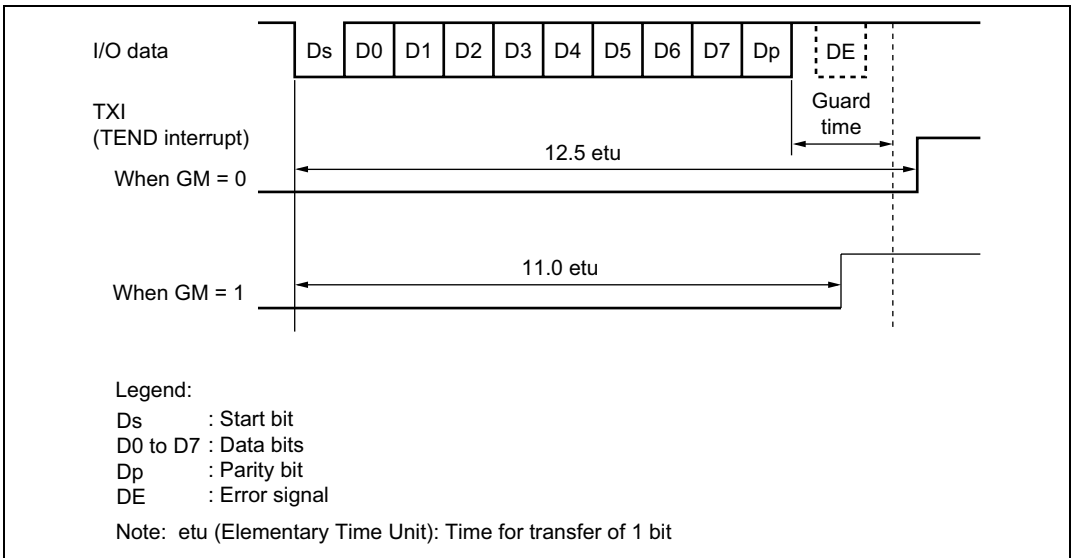 I/O data
Ds D0 D1 D2 D3 D4 D5 D6 D7 Dp DE
Guard
time
TXI
(TEND interrupt)
12.5 etu
When GM = 0
11.0 etu
When GM = 1
Legend:
Ds : Start bit
D0 to D7 : Data bits
Dp : Parity bit
DE : Error signal
Note: etu (Elementary Time Unit): Time for transfer of 1 bit